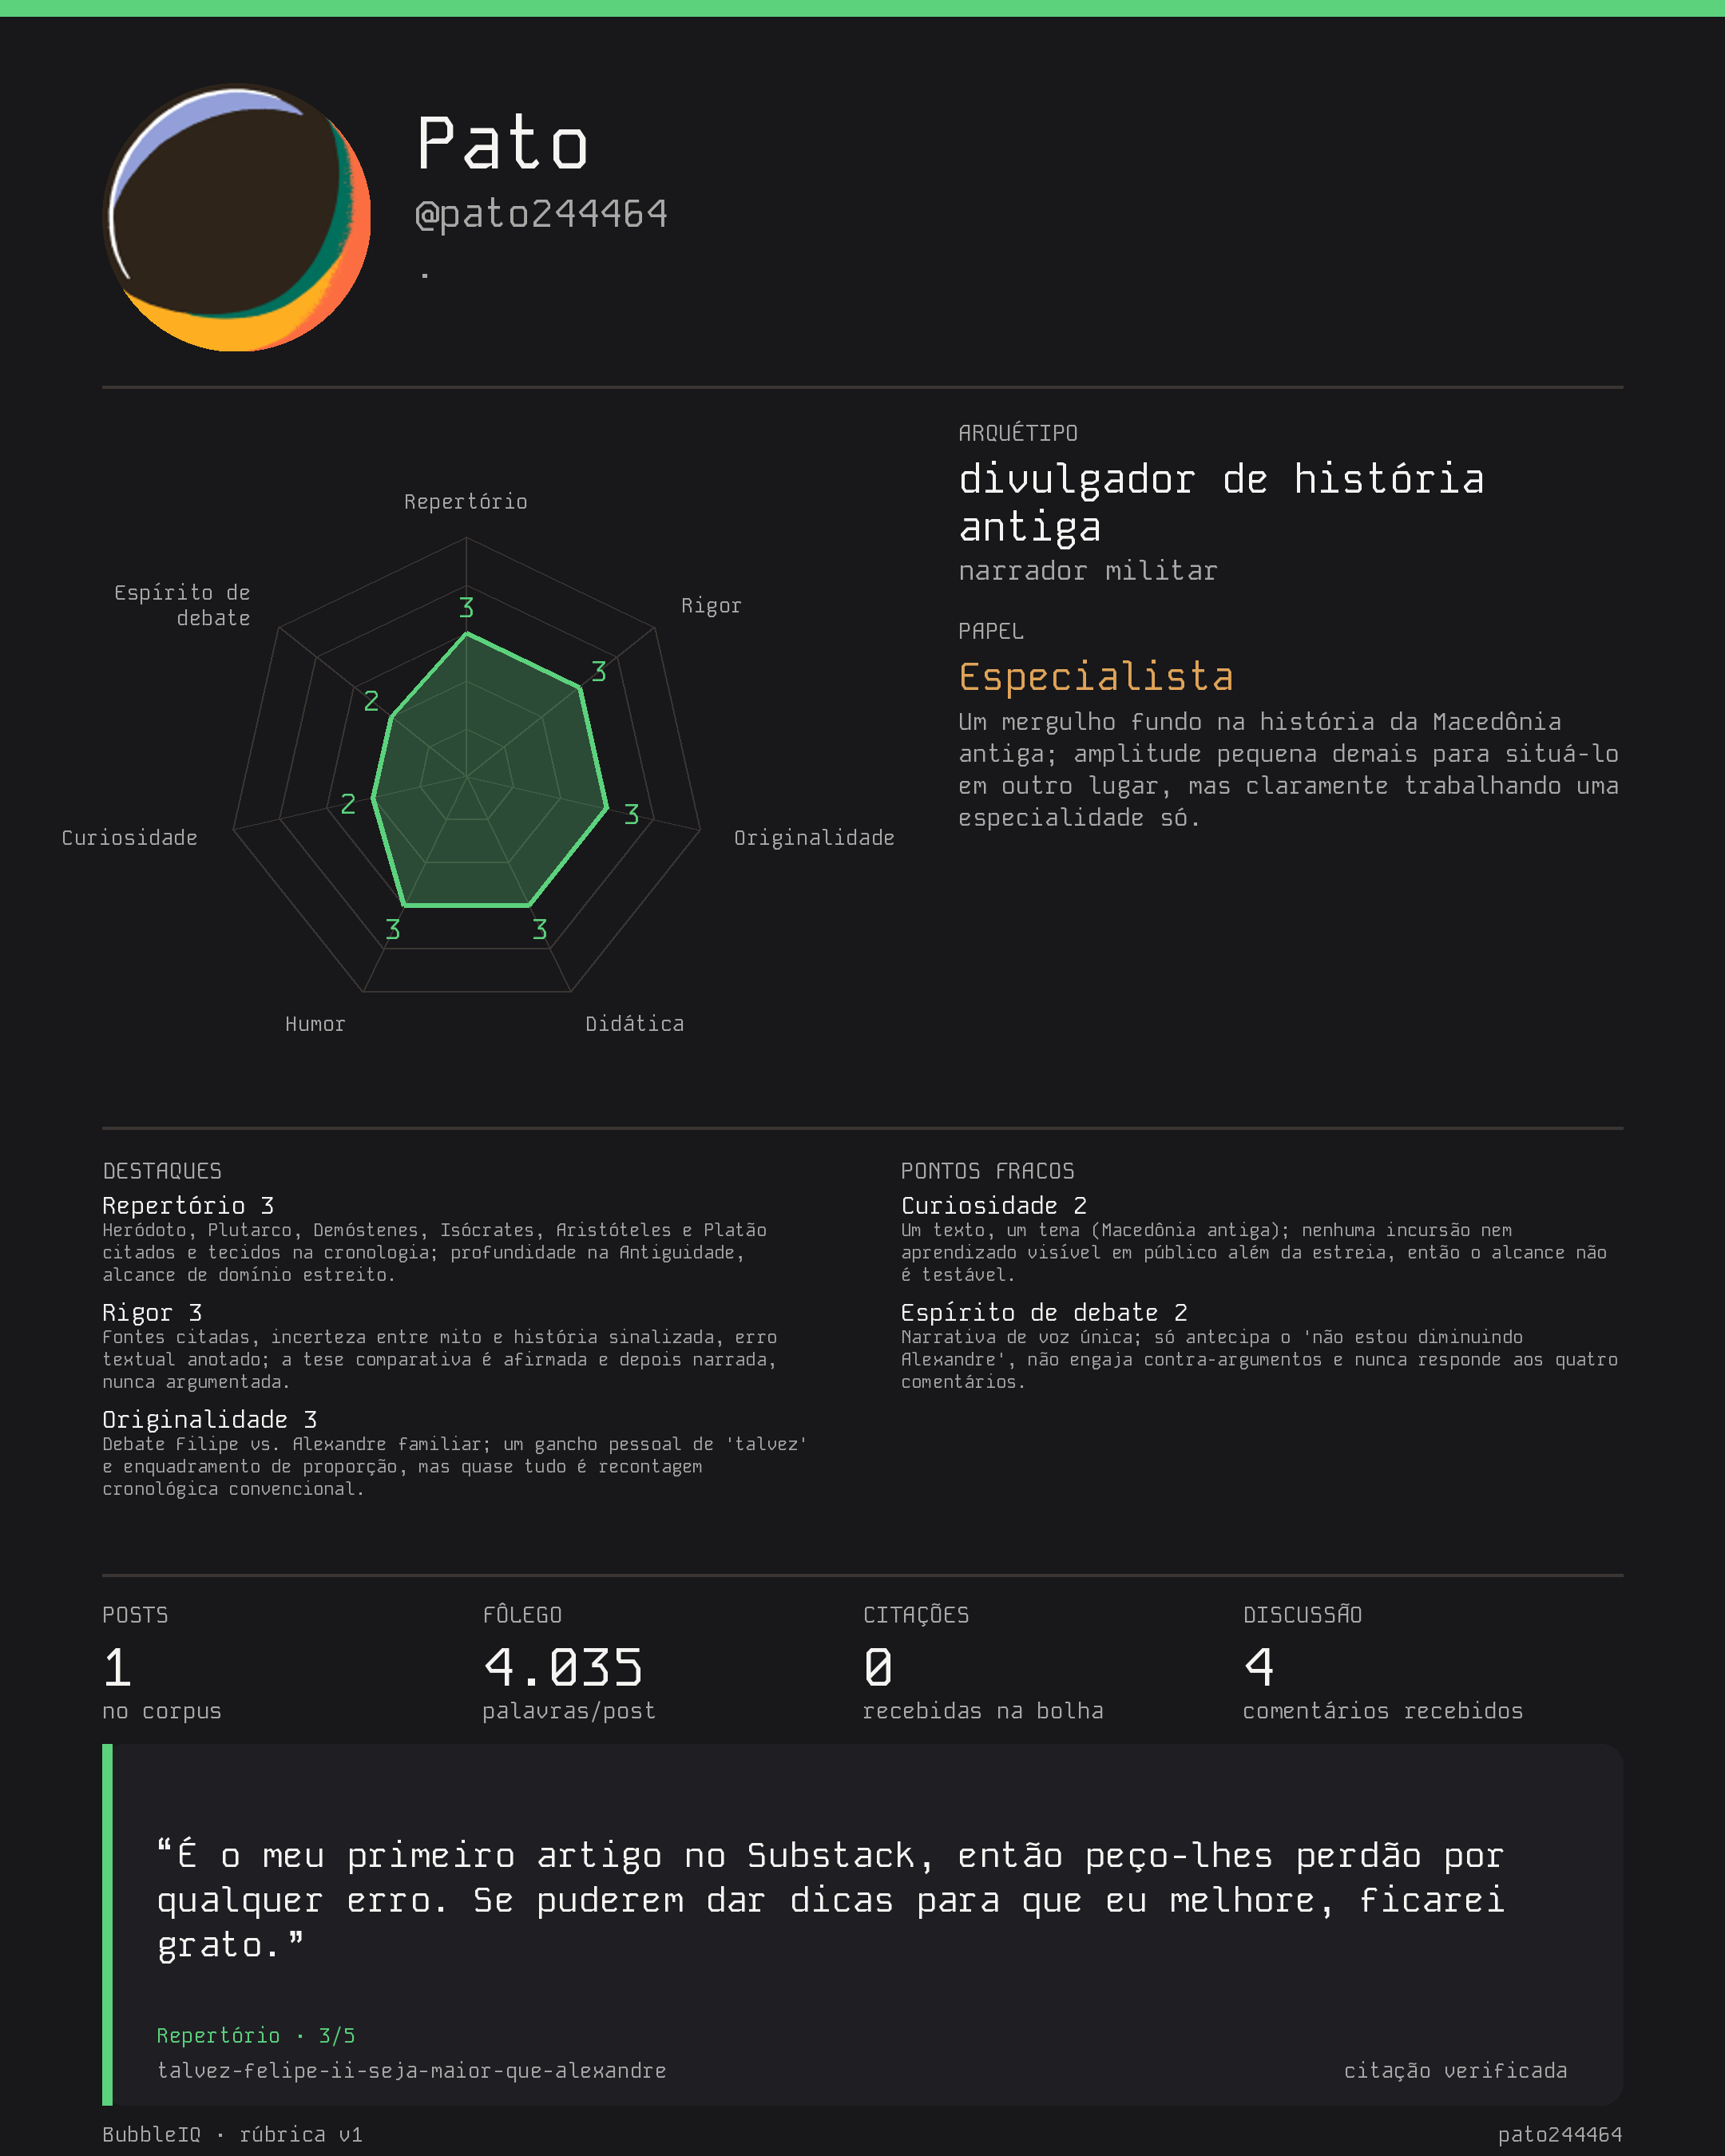 Pato
@pato244464
.
ARQUÉTIPO
divulgador de história
antiga
narrador militar
PAPEL
Especialista
Um mergulho fundo na história da Macedônia
antiga; amplitude pequena demais para situá-lo
em outro lugar, mas claramente trabalhando uma
especialidade só.
Repertório
3
Rigor
3
Originalidade
3
Didática
3
Humor
3
Curiosidade
2
Espírito de
debate
2
DESTAQUES
Repertório 3
Heródoto, Plutarco, Demóstenes, Isócrates, Aristóteles e Platão
citados e tecidos na cronologia; profundidade na Antiguidade,
alcance de domínio estreito.
Rigor 3
Fontes citadas, incerteza entre mito e história sinalizada, erro
textual anotado; a tese comparativa é afirmada e depois narrada,
nunca argumentada.
Originalidade 3
Debate Filipe vs. Alexandre familiar; um gancho pessoal de 'talvez'
e enquadramento de proporção, mas quase tudo é recontagem
cronológica convencional.
PONTOS FRACOS
Curiosidade 2
Um texto, um tema (Macedônia antiga); nenhuma incursão nem
aprendizado visível em público além da estreia, então o alcance não
é testável.
Espírito de debate 2
Narrativa de voz única; só antecipa o 'não estou diminuindo
Alexandre', não engaja contra-argumentos e nunca responde aos quatro
comentários.
POSTS
1
no corpus
FÔLEGO
4.035
palavras/post
CITAÇÕES
0
recebidas na bolha
DISCUSSÃO
4
comentários recebidos
“É o meu primeiro artigo no Substack, então peço-lhes perdão por
qualquer erro. Se puderem dar dicas para que eu melhore, ficarei
grato.”
Repertório · 3/5
talvez-felipe-ii-seja-maior-que-alexandre
citação verificada
BubbleIQ · rúbrica v1
pato244464